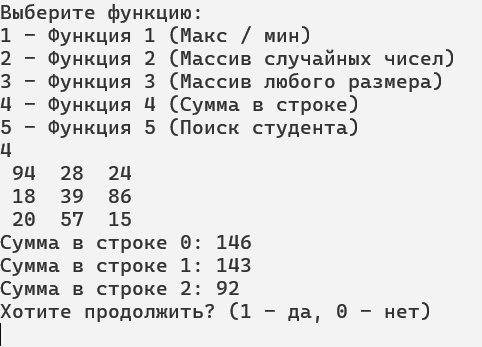 Выберите функцию:
1 - Функция 1 (Макс / мин)
2 - Функция 2 (Массив случайных чисел)
3 - Функция 3 (Массив любого размера)
4 - Функция 4 (Сумма в строке)
5 - Функция 5 (Поиск студента)
4
94 28 24
18 39 86
20 57 15
Сумма в строке 0: 146
Сумма в строке 1: 143
Сумма в строке 2: 92
Хотите продолжить? (1 - да, 0 - нет)